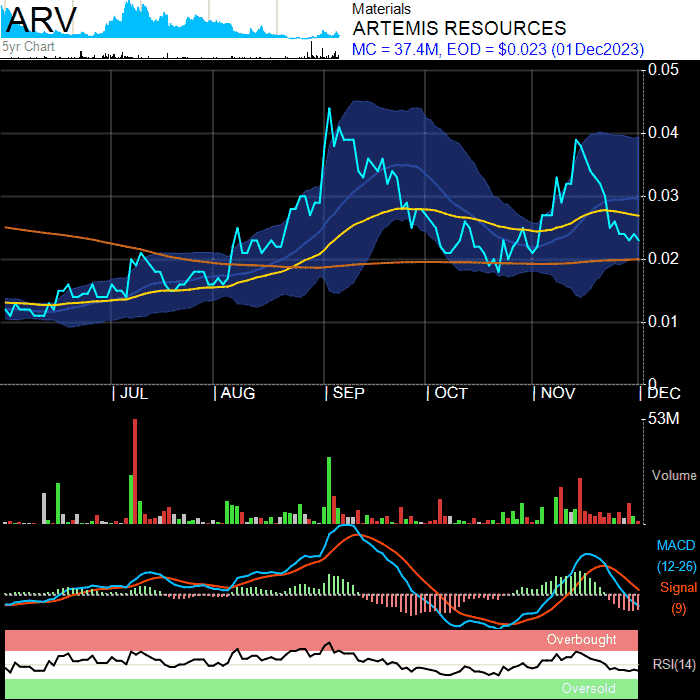 ARV
5yr Chart
Materials
ARTEMIS RESOURCES
MC = 37.4M, EOD = $0.023 (01Dec2023)
0.05
0.04
0.03
0.02
0.01
0
JUL
AUG
SEP
OCT
NOV
DEC
53M
Volume
MACD
(12-26)
Signal
(9)
Overbought
RSI(14)
Oversold